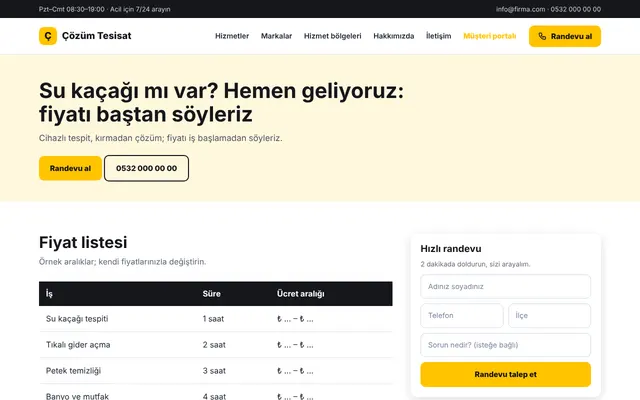 Pzt–Cmt 08:30–19:00 · Acil için 7/24 arayın
info@firma.com · 0532 000 00 00
Ç Çözüm Tesisat
Hizmetler Markalar Hizmet bölgeleri Hakkımızda İletişim Müşteri portalı Randevu al
Su kaçağı mı var? Hemen geliyoruz:
fiyatı baştan söyleriz
Cihazlı tespit, kırmadan çözüm; fiyatı iş başlamadan söyleriz.
Randevu al 0532 000 00 00
Fiyat listesi
Örnek aralıklar; kendi fiyatlarınızla değiştirin.
İş Süre Ücret aralığı
Su kaçağı tespiti 1 saat ₺ ... – ₺ ...
Tıkalı gider açma 2 saat ₺ ... – ₺ ...
Petek temizliği 3 saat ₺ ... – ₺ ...
Banyo ve mutfak 4 saat ₺ ... – ₺ ...
Hızlı randevu
2 dakikada doldurun, sizi arayalım.
Adınız soyadınız
Telefon İlçe
Sorun nedir? (isteğe bağlı)
Randevu talep et